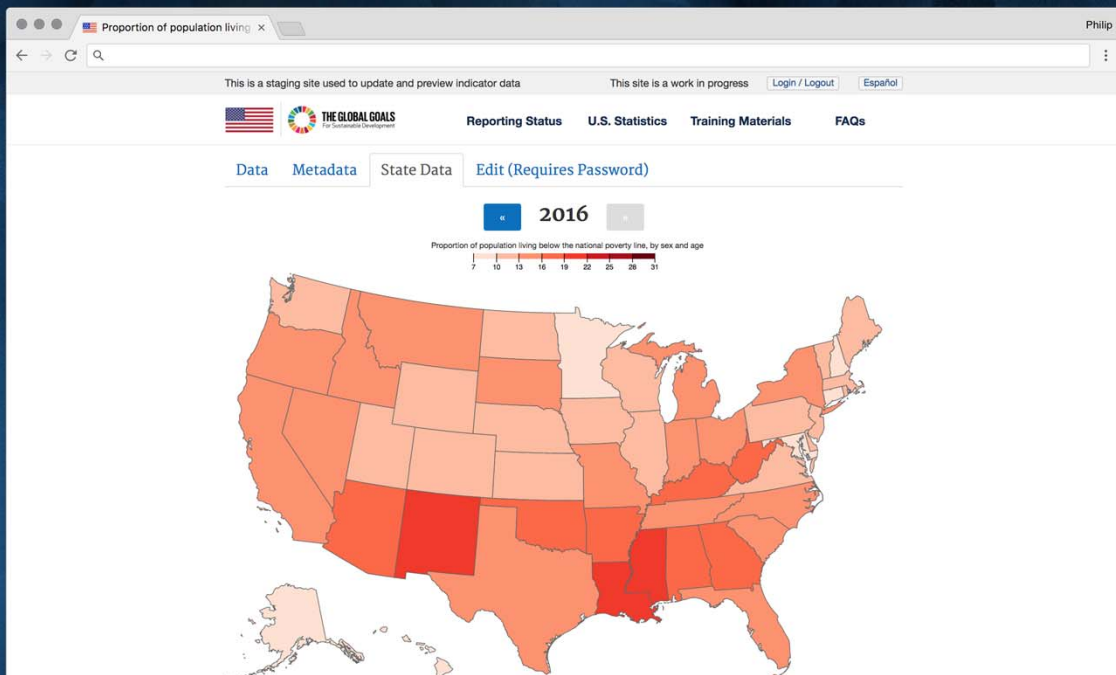 Proportion of population living
Philip
This is a staging site used to update and preview indicator data
This site is a work in progress
Login / Logout
Español
THE GLOBAL GOALS
For Sustainable Development
Reporting Status
U.S. Statistics
Training Materials
FAQs
Data
Metadata
State Data
Edit (Requires Password)
«
2016
»
Proportion of population living below the national poverty line, by sex and age
7 10 13 16 19 22 25 28 31